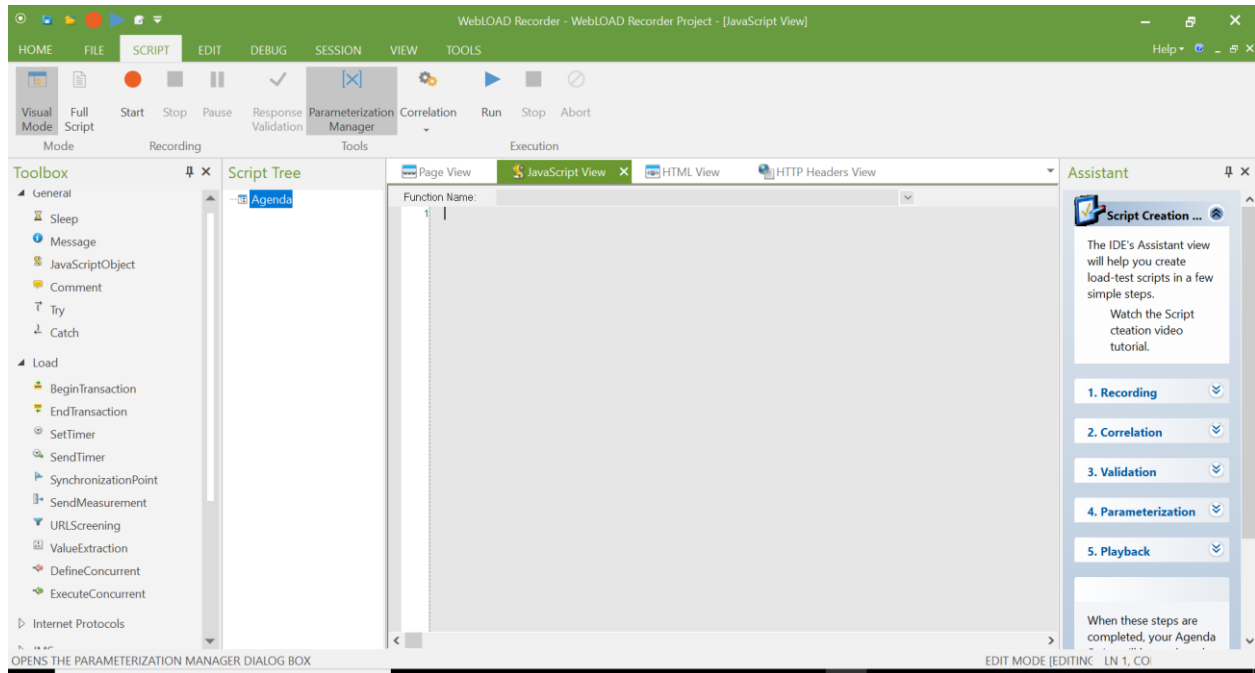 WebLOAD Recorder - WebLOAD Recorder Project - [JavaScript View]
HOME FILE SCRIPT EDIT DEBUG SESSION VIEW TOOLS Help
Visual Mode Full Script Start Stop Pause Response Validation Parameterization Manager Correlation Run Stop Abort
Mode Recording Tools Execution
Toolbox
General
Sleep
Message
JavaScriptObject
Comment
Try
Catch
Load
BeginTransaction
EndTransaction
SetTimer
SendTimer
SynchronizationPoint
SendMeasurement
URLScreening
ValueExtraction
DefineConcurrent
ExecuteConcurrent
Internet Protocols
Script Tree
Agenda
Page View JavaScript View HTML View HTTP Headers View
Function Name:
1
Assistant
Script Creation ...
The IDE's Assistant view
will help you create
load-test scripts in a few
simple steps.
Watch the Script
cteation video
tutorial.
1. Recording
2. Correlation
3. Validation
4. Parameterization
5. Playback
When these steps are
completed, your Agenda
OPENS THE PARAMETERIZATION MANAGER DIALOG BOX
EDIT MODE [EDITING LN 1, COL